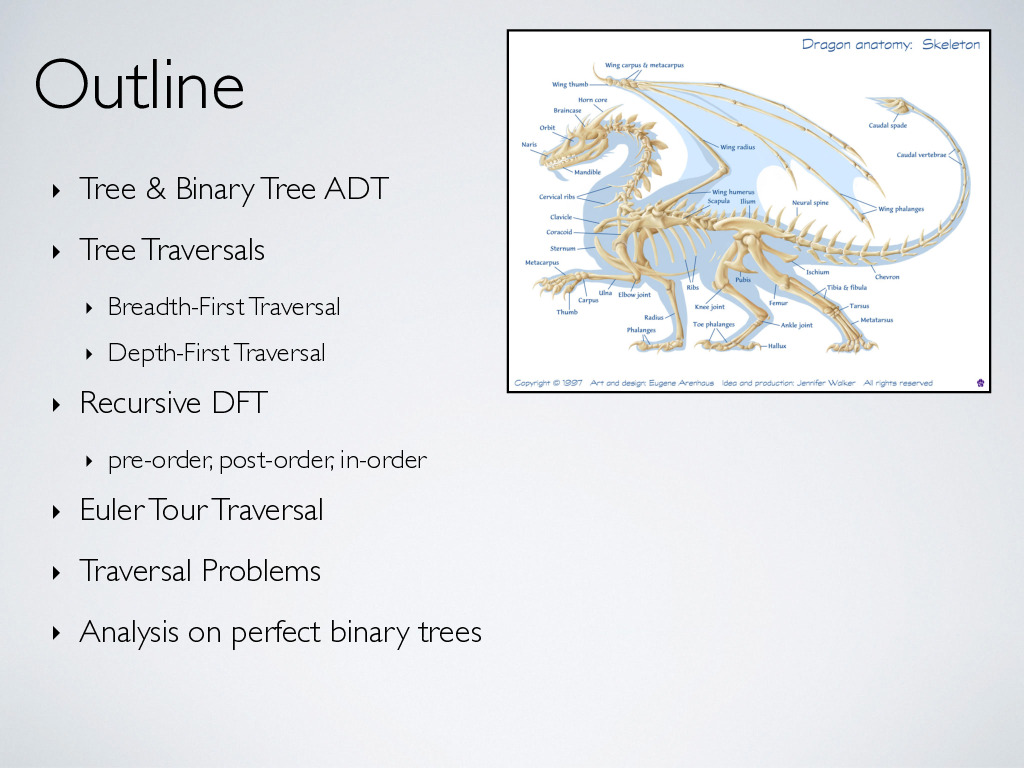 Outline
▸ Tree & Binary Tree ADT
▸ Tree Traversals
▸ Breadth-First Traversal
▸ Depth-First Traversal
▸ Recursive DFT
▸ pre-order, post-order, in-order
▸ Euler Tour Traversal
▸ Traversal Problems
▸ Analysis on perfect binary trees
Dragon anatomy: Skeleton
Wing carpus & metacarpus
Wing thumb
Horn core
Braincase
Orbit
Naris
Mandible
Cervical ribs
Clavicle
Coracoid
Sternum
Metacarpus
Thumb
Carpus
Ulna
Elbow joint
Radius
Phalanges
Wing radius
Wing humerus
Scapula
Ilium
Neural spine
Wing phalanges
Caudal spade
Caudal vertebrae
Ribs
Pubis
Knee joint
Toe phalanges
Hallux
Ankle joint
Femur
Ischium
Tibia & fibula
Chevron
Tarsus
Metatarsus
Copyright © 1997 Art and design: Eugene Arenhaus Idea and production: Jennifer Walker All rights reserved